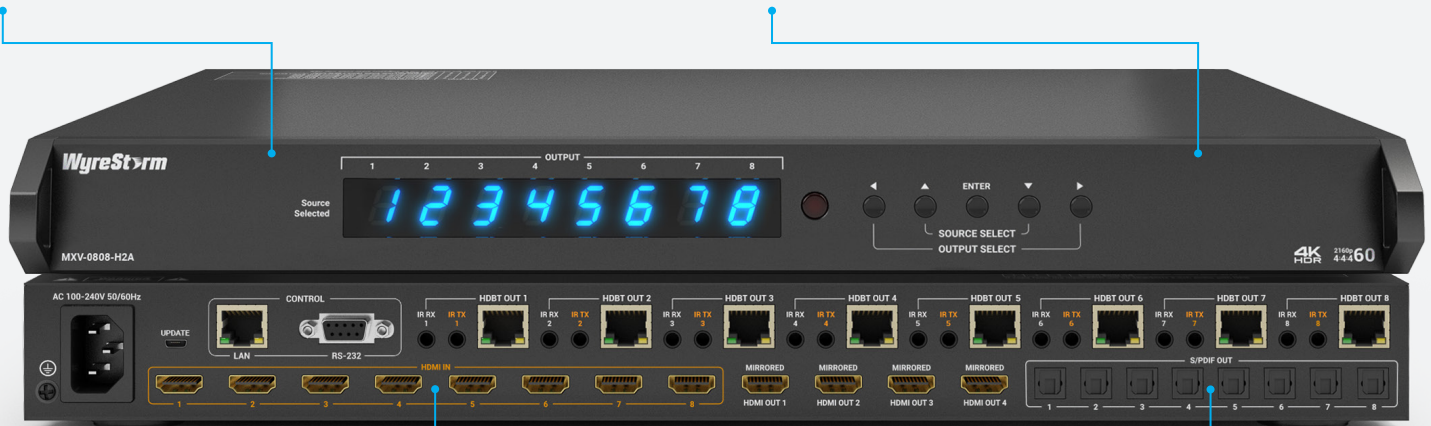 WyreStorm
OUTPUT
1 2 3 4 5 6 7 8
Source
Selected
1 2 3 4 5 6 7 8
ENTER
SOURCE SELECT
OUTPUT SELECT
MXV-0808-H2A
4K
HDR
2160p
4:4:4 60
AC 100-240V 50/60Hz
UPDATE
CONTROL
LAN
RS-232
HDBT OUT 1
IR RX
1
IR TX
1
HDBT OUT 2
IR RX
2
IR TX
2
HDBT OUT 3
IR RX
3
IR TX
3
HDBT OUT 4
IR RX
4
IR TX
4
HDBT OUT 5
IR RX
5
IR TX
5
HDBT OUT 6
IR RX
6
IR TX
6
HDBT OUT 7
IR RX
7
IR TX
7
HDBT OUT 8
IR RX
8
IR TX
8
HDMI IN
1 2 3 4 5 6 7 8
MIRRORED
HDMI OUT 1
MIRRORED
HDMI OUT 2
MIRRORED
HDMI OUT 3
MIRRORED
HDMI OUT 4
S/PDIF OUT
1 2 3 4 5 6 7 8